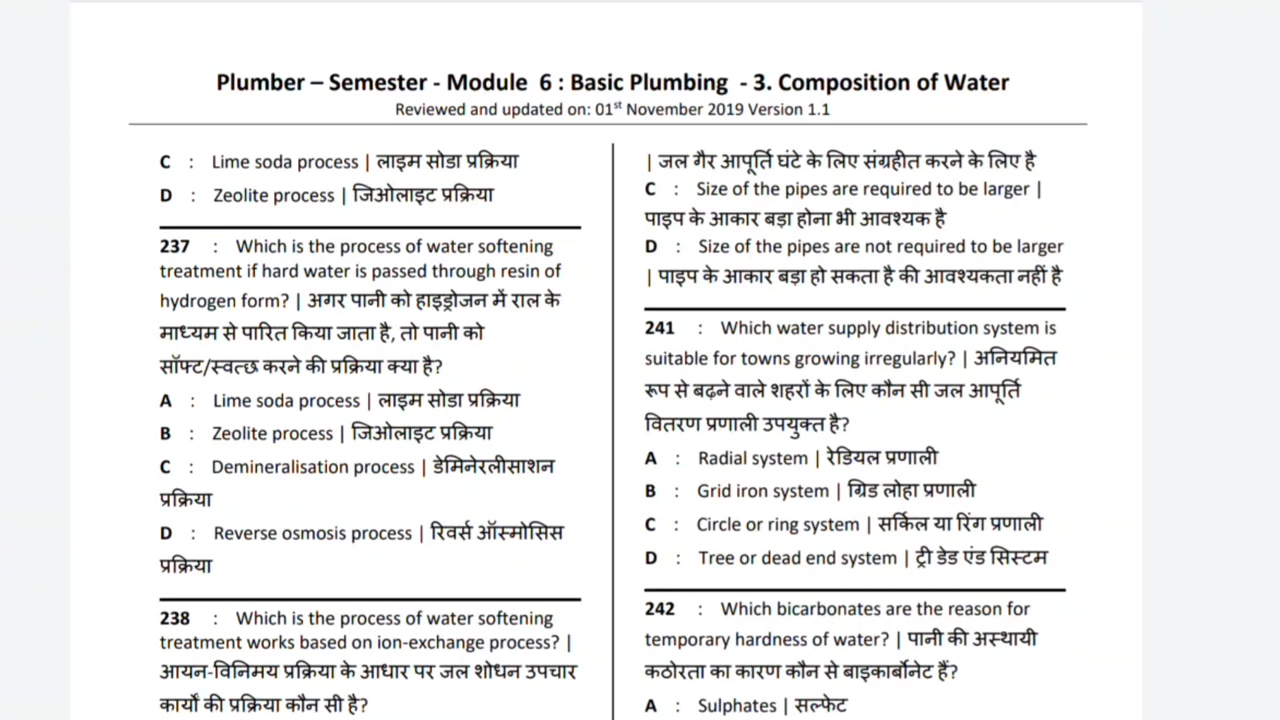 Plumber – Semester - Module 6 : Basic Plumbing - 3. Composition of Water
Reviewed and updated on: 01st November 2019 Version 1.1
C : Lime soda process | लाइम सोडा प्रक्रिया
D : Zeolite process | जिओलाइट प्रक्रिया
237 : Which is the process of water softening
treatment if hard water is passed through resin of
hydrogen form? | अगर पानी को हाइड्रोजन में राल के
माध्यम से पारित किया जाता है, तो पानी को
सॉफ्ट/स्वत्छ करने की प्रक्रिया क्या है?
A : Lime soda process | लाइम सोडा प्रक्रिया
B : Zeolite process | जिओलाइट प्रक्रिया
C : Demineralisation process | डेमिनेरलीसाशन
प्रक्रिया
D : Reverse osmosis process | रिवर्स ऑस्मोसिस
प्रक्रिया
238 : Which is the process of water softening
treatment works based on ion-exchange process? |
आयन-विनिमय प्रक्रिया के आधार पर जल शोधन उपचार
कार्यों की प्रक्रिया कौन सी है?
| जल गैर आपूर्ति घंटे के लिए संग्रहीत करने के लिए है
C : Size of the pipes are required to be larger |
पाइप के आकार बड़ा होना भी आवश्यक है
D : Size of the pipes are not required to be larger
| पाइप के आकार बड़ा हो सकता है की आवश्यकता नहीं है
241 : Which water supply distribution system is
suitable for towns growing irregularly? | अनियमित
रूप से बढ़ने वाले शहरों के लिए कौन सी जल आपूर्ति
वितरण प्रणाली उपयुक्त है?
A : Radial system | रेडियल प्रणाली
B : Grid iron system | ग्रिड लोहा प्रणाली
C : Circle or ring system | सर्किल या रिंग प्रणाली
D : Tree or dead end system | ट्री डेड एंड सिस्टम
242 : Which bicarbonates are the reason for
temporary hardness of water? | पानी की अस्थायी
कठोरता का कारण कौन से बाइकार्बोनेट हैं?
A : Sulphates | सल्फेट